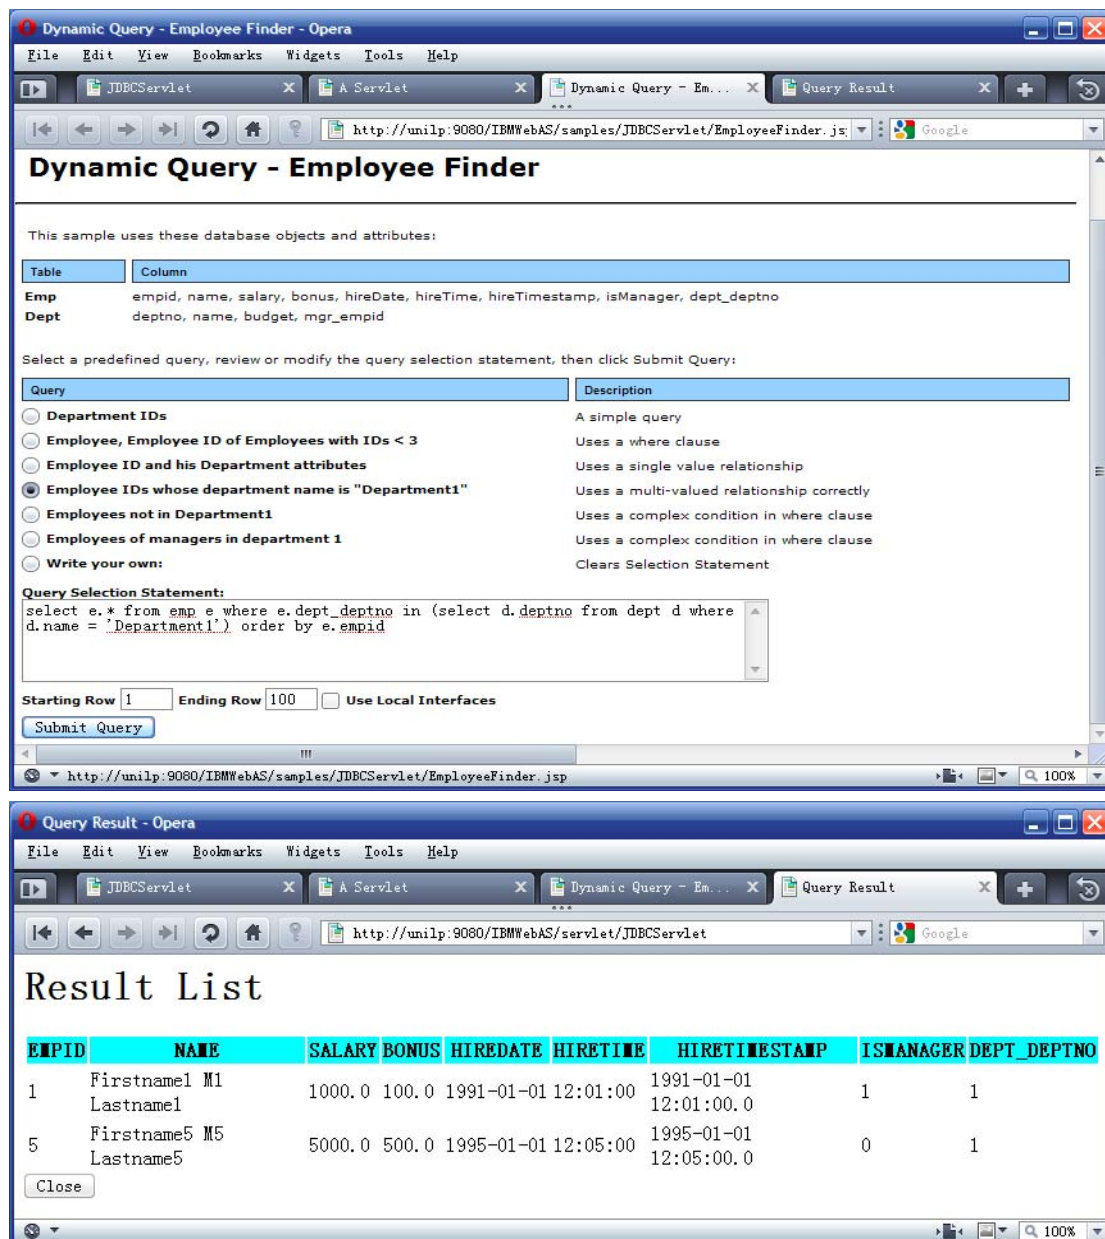 Dynamic Query - Employee Finder - Opera
File Edit View Bookmarks Widgets Tools Help
JDBCServlet A Servlet Dynamic Query - Em... Query Result
http://unilp:9080/IBMWebAS/samples/JDBCServlet/EmployeeFinder.js Google
Dynamic Query - Employee Finder
This sample uses these database objects and attributes:
Table Column
Emp empid, name, salary, bonus, hireDate, hireTime, hireTimestamp, isManager, dept_deptno
Dept deptno, name, budget, mgr_empid
Select a predefined query, review or modify the query selection statement, then click Submit Query:
Query Description
Department IDs A simple query
Employee, Employee ID of Employees with IDs < 3 Uses a where clause
Employee ID and his Department attributes Uses a single value relationship
Employee IDs whose department name is "Department1" Uses a multi-valued relationship correctly
Employees not in Department1 Uses a complex condition in where clause
Employees of managers in department 1 Uses a complex condition in where clause
Write your own: Clears Selection Statement
Query Selection Statement:
select e.* from emp e where e.dept_deptno in (select d.deptno from dept d where
d.name = 'Department1') order by e.empid
Starting Row 1 Ending Row 100 Use Local Interfaces
Submit Query
http://unilp:9080/IBMWebAS/samples/JDBCServlet/EmployeeFinder.jsp 100%
Query Result - Opera
File Edit View Bookmarks Widgets Tools Help
JDBCServlet A Servlet Dynamic Query - Em... Query Result
http://unilp:9080/IBMWebAS/servlet/JDBCServlet Google
Result List
EMPID NAME SALARY BONUS HIREDATE HIRETIME HIRETIMESTAMP ISMANAGER DEPT_DEPTNO
1 Firstname1 M1 Lastname1 1000.0 100.0 1991-01-01 12:01:00 1991-01-01 12:01:00.0 1 1
5 Firstname5 M5 Lastname5 5000.0 500.0 1995-01-01 12:05:00 1995-01-01 12:05:00.0 0 1
Close
100%